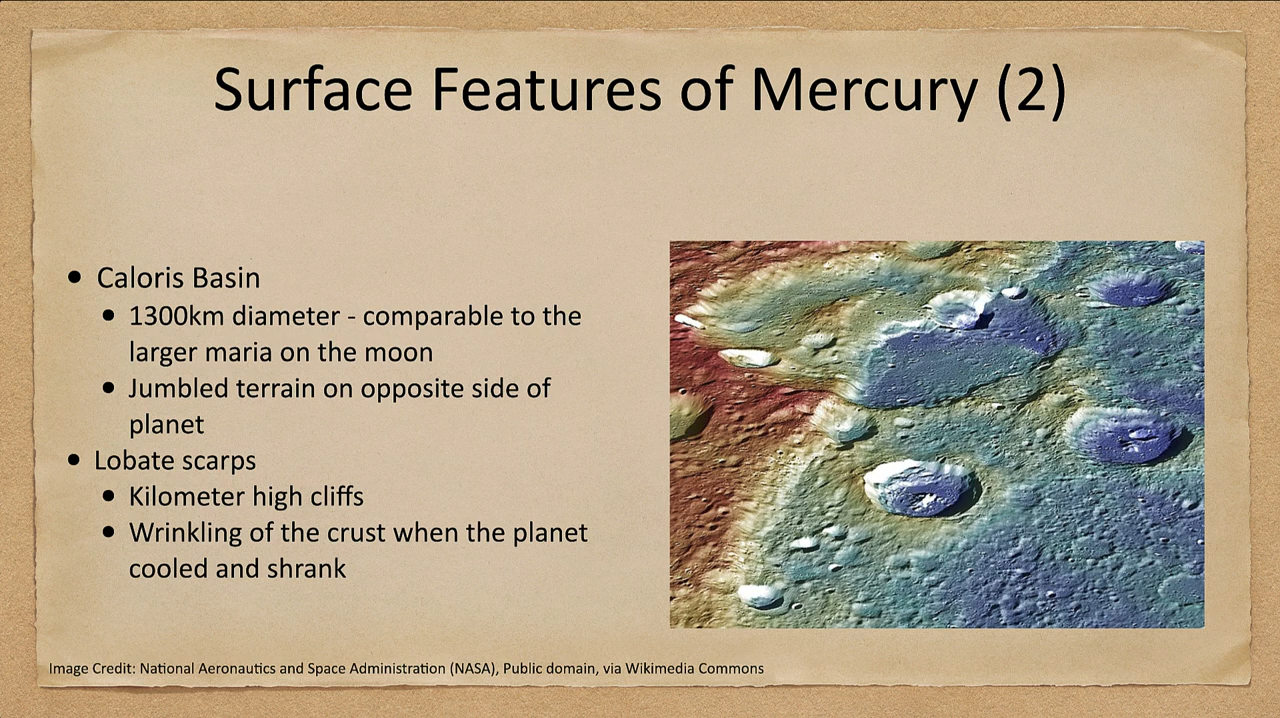 Surface Features of Mercury (2)
• Caloris Basin
• 1300km diameter - comparable to the
larger maria on the moon
• Jumbled terrain on opposite side of
planet
• Lobate scarps
• Kilometer high cliffs
• Wrinkling of the crust when the planet
cooled and shrank
Image Credit: National Aeronautics and Space Administration (NASA), Public domain, via Wikimedia Commons